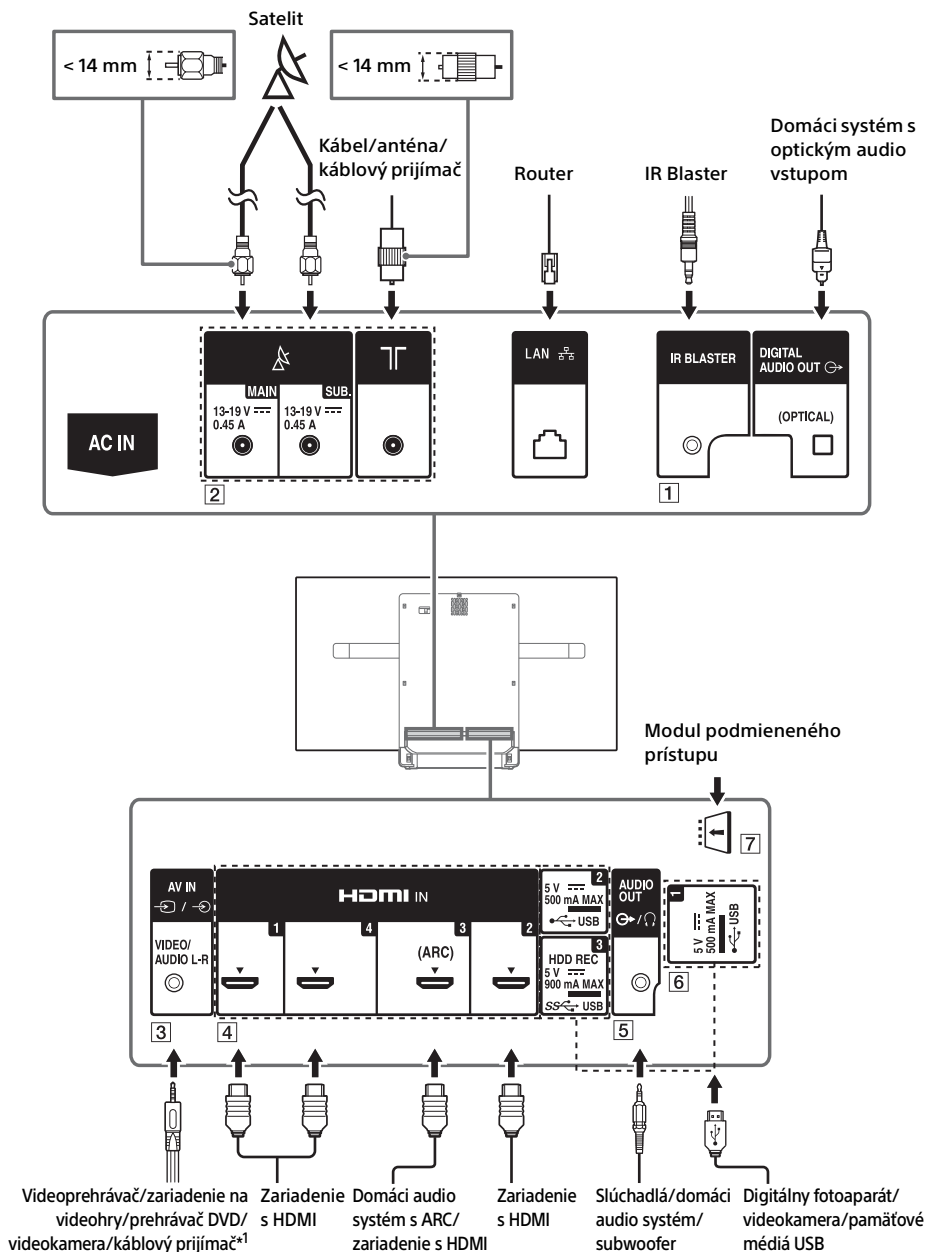 Satelit
< 14 mm
< 14 mm
Kábel/anténa/
káblový prijímač
Router
IR Blaster
Domáci systém s
optickým audio
vstupom
AC IN
MAIN
13-19 V
0.45 A
SUB.
13-19 V
0.45 A
2
LAN
IR BLASTER
1
DIGITAL
AUDIO OUT
(OPTICAL)
Modul podmieneného
prístupu
7
AV IN
/
VIDEO/
AUDIO L-R
3
HDMI IN
1
4
3
(ARC)
2
4
2
5 V
500 mA MAX
USB
3
HDD REC
5 V
900 mA MAX
SS USB
AUDIO
OUT
/
5
1
5 V
500 mA MAX
USB
6
Videoprehrávač/zariadenie na
videohry/prehrávač DVD/
videokamera/káblový prijímač*1
Zariadenie
s HDMI
Domáci audio
systém s ARC/
zariadenie s HDMI
Zariadenie
s HDMI
Slúchadlá/domáci
audio systém/
subwoofer
Digitálny fotoaparát/
videokamera/pamäťové
médiá USB